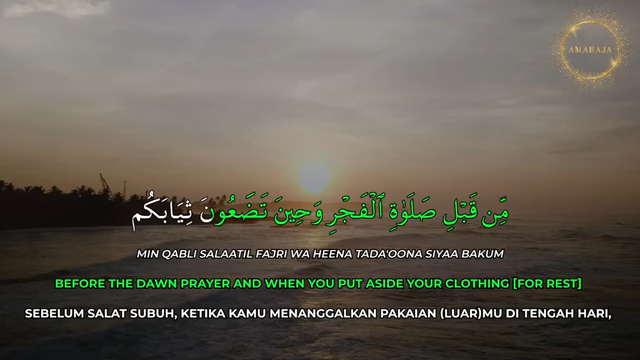 AMARAJA
مِّن قَبْلِ صَلَوٰةِ ٱلْفَجْرِ وَحِينَ تَضَعُونَ ثِيَابَكُم
MIN QABLI SALAATIL FAJRI WA HEENA TADA'OONA SIYAA BAKUM
BEFORE THE DAWN PRAYER AND WHEN YOU PUT ASIDE YOUR CLOTHING [FOR REST]
SEBELUM SALAT SUBUH, KETIKA KAMU MENANGGALKAN PAKAIAN (LUAR)MU DI TENGAH HARI,